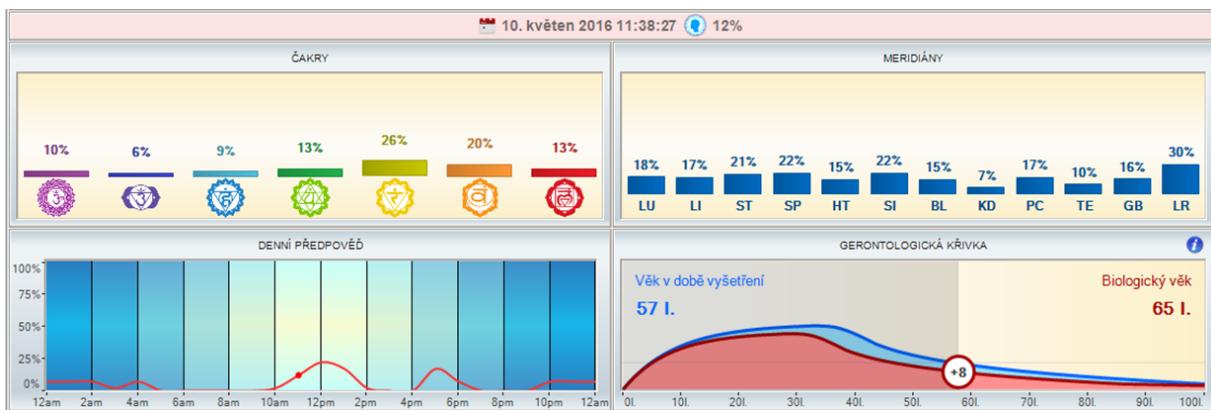 10. květen 2016 11:38:27 12%
ČAKRY
10% 6% 9% 13% 26% 20% 13%
MERIDIÁNY
18% 17% 21% 22% 15% 22% 15% 7% 17% 10% 16% 30%
LU LI ST SP HT SI BL KD PC TE GB LR
DENNÍ PŘEDPOVĚĎ
100%
75%
50%
25%
0%
12am 2am 4am 6am 8am 10am 12pm 2pm 4pm 6pm 8pm 10pm 12am
GERONTOLOGICKÁ KŘIVKA
Věk v době vyšetření
57 l.
Biologický věk
65 l.
+8
0l. 10l. 20l. 30l. 40l. 50l. 60l. 70l. 80l. 90l. 100l.